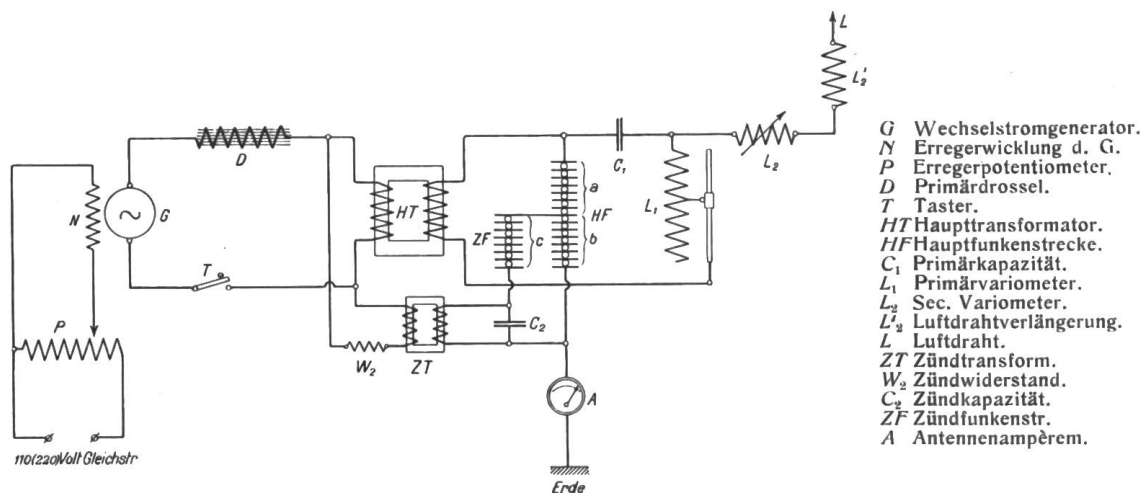 L
L'₂
D
C₁
L₂
a
N
G
HT
L₁
HF
ZF
c
b
T
P
C₂
W₂
ZT
A
110(220)Volt Gleichstr
Erde
G Wechselstromgenerator.
N Erregerwicklung d. G.
P Erregerpotentiometer.
D Primärdrossel.
T Taster.
HT Haupttransformator.
HF Hauptfunkenstrecke.
C₁ Primärkapazität.
L₁ Primärvariometer.
L₂ Sec. Variometer.
L'₂ Luftdrahtverlängerung.
L Luftdraht.
ZT Zündtransform.
W₂ Zündwiderstand.
C₂ Zündkapazität.
ZF Zündfunkenstr.
A Antennenampèrem.